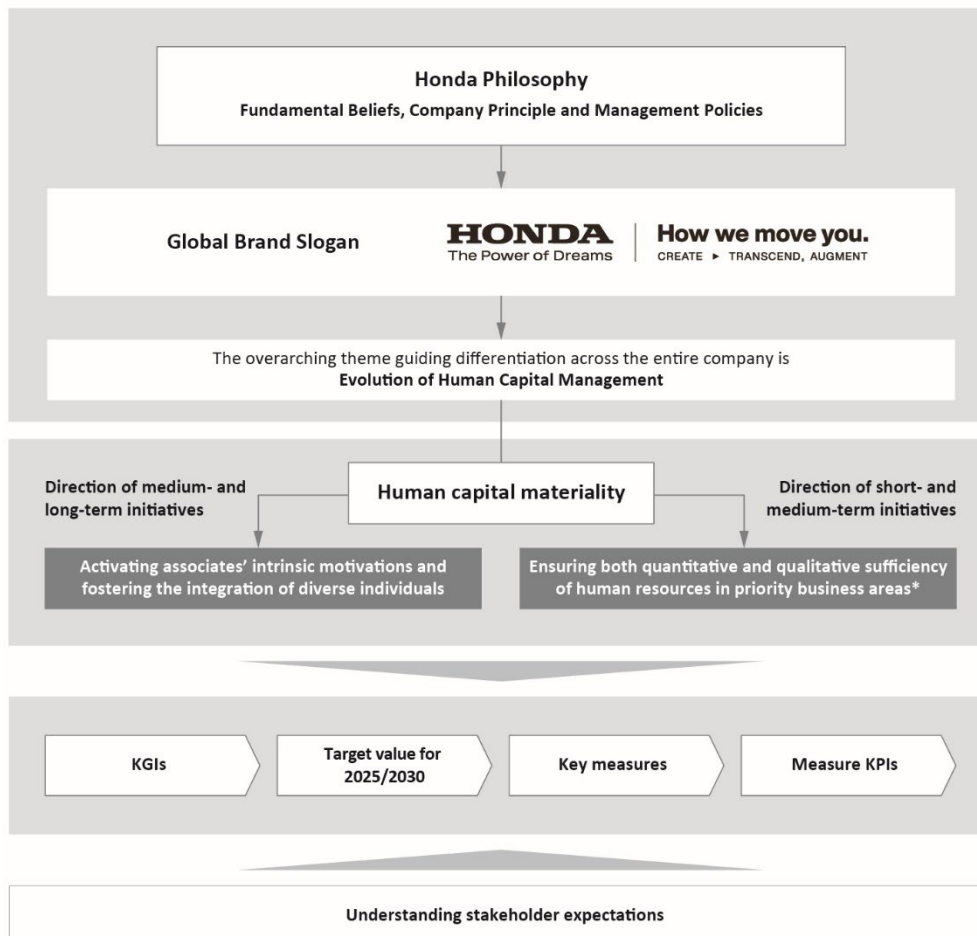 Honda Philosophy
Fundamental Beliefs, Company Principle and Management Policies
Global Brand Slogan
HONDA
The Power of Dreams
How we move you.
CREATE ▶ TRANSCEND, AUGMENT
The overarching theme guiding differentiation across the entire company is
Evolution of Human Capital Management
Human capital materiality
Direction of medium- and
long-term initiatives
Direction of short- and
medium-term initiatives
Activating associates’ intrinsic motivations and
fostering the integration of diverse individuals
Ensuring both quantitative and qualitative sufficiency
of human resources in priority business areas*
KGIs
Target value for
2025/2030
Key measures
Measure KPIs
Understanding stakeholder expectations